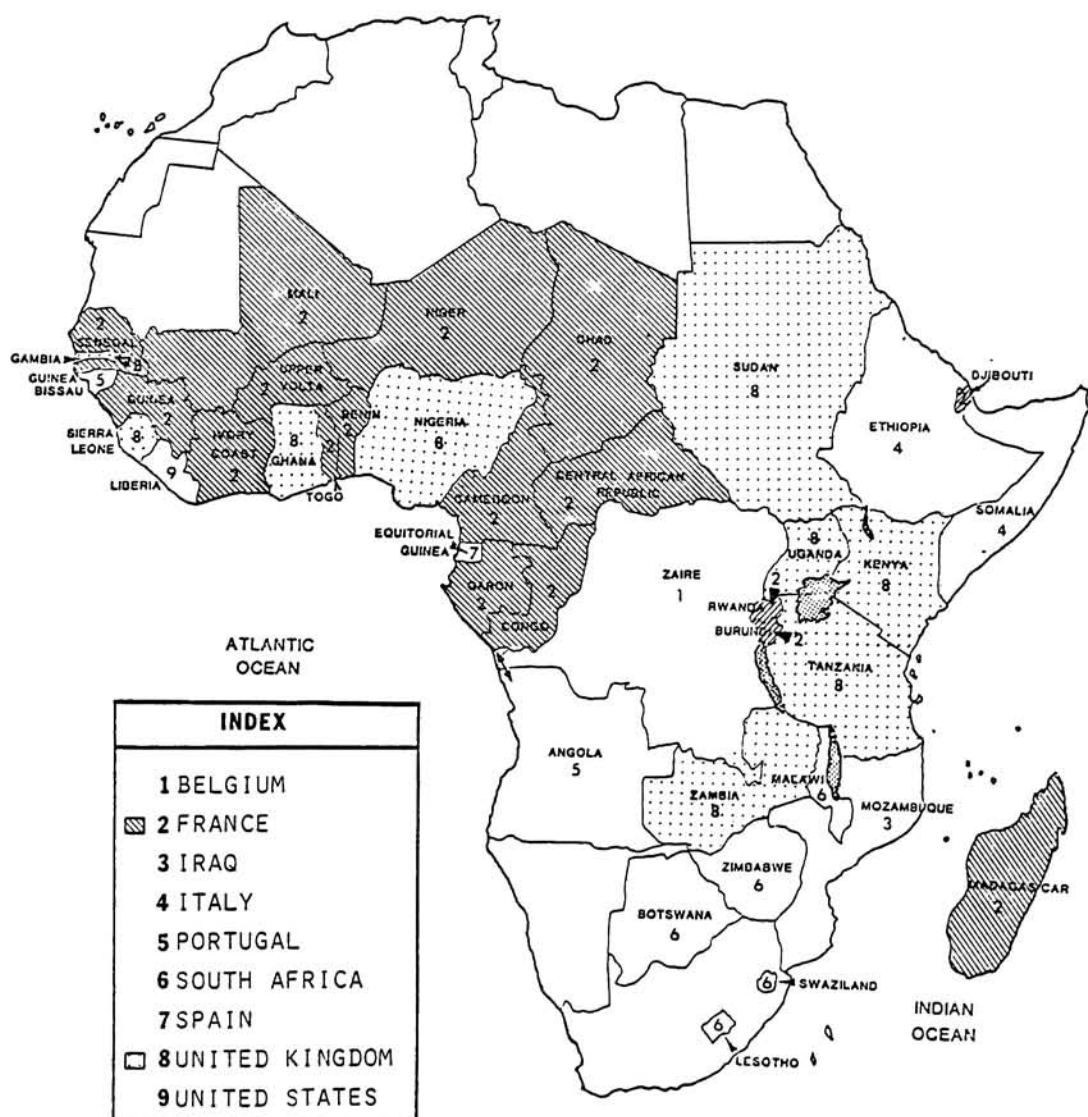 MALI
2
NIGER
2
CHAD
2
SUDAN
8
DJIBOUTI
ETHIOPIA
4
SOMALIA
4
2
SENEGAL
GAMBIA
8
GUINEA
BISSAU
5
GUINEA
2
SIERRA
LEONE
8
LIBERIA
9
IVORY
COAST
2
UPPER
VOLTA
2
8
GHANA
2
TOGO
BENIN
2
NIGERIA
8
CAMEROON
2
CENTRAL AFRICAN
REPUBLIC
2
EQUITORIAL
GUINEA
7
GABON
2
2
CONGO
ZAIRE
1
8
UGANDA
KENYA
8
2
RWANDA
BURUNDI
2
TANZAKIA
8
ATLANTIC
OCEAN
ANGOLA
5
ZAMBIA
8
MALAWI
6
MOZAMBUQUE
3
ZIMBABWE
6
BOTSWANA
6
MADAGASCAR
2
6
SWAZILAND
6
LESOTHO
INDIAN
OCEAN
INDEX
1 BELGIUM
2 FRANCE
3 IRAQ
4 ITALY
5 PORTUGAL
6 SOUTH AFRICA
7 SPAIN
8 UNITED KINGDOM
9 UNITED STATES